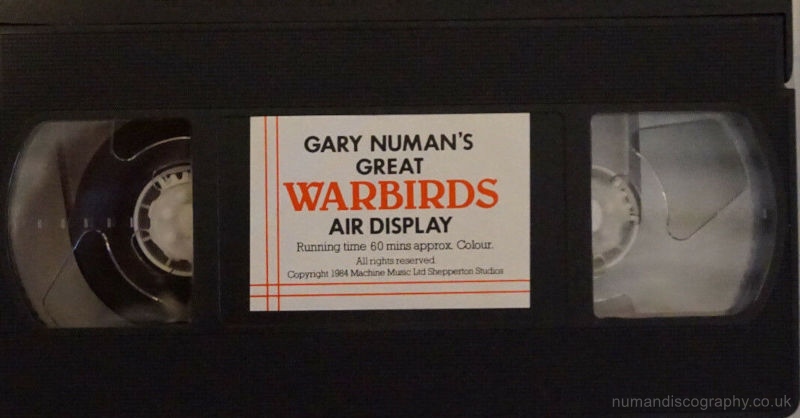 GARY NUMAN'S
GREAT
WARBIRDS
AIR DISPLAY
Running time 60 mins approx. Colour.
All rights reserved
Copyright 1984 Machine Music Ltd Shepperton Studios
numandiscography.co.uk